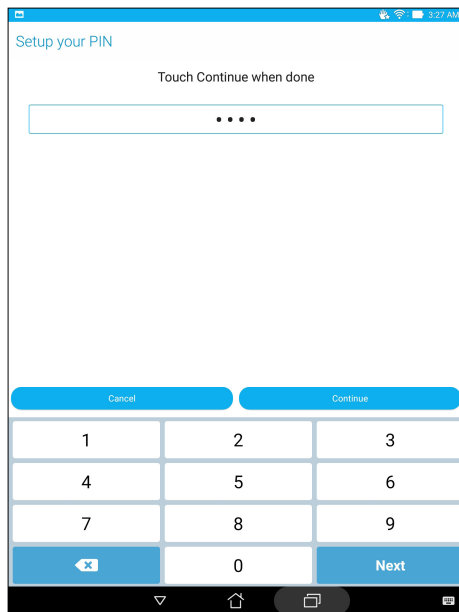 3:27 AM
Setup your PIN
Touch Continue when done
••••
Cancel Continue
1 2 3
4 5 6
7 8 9
0 Next